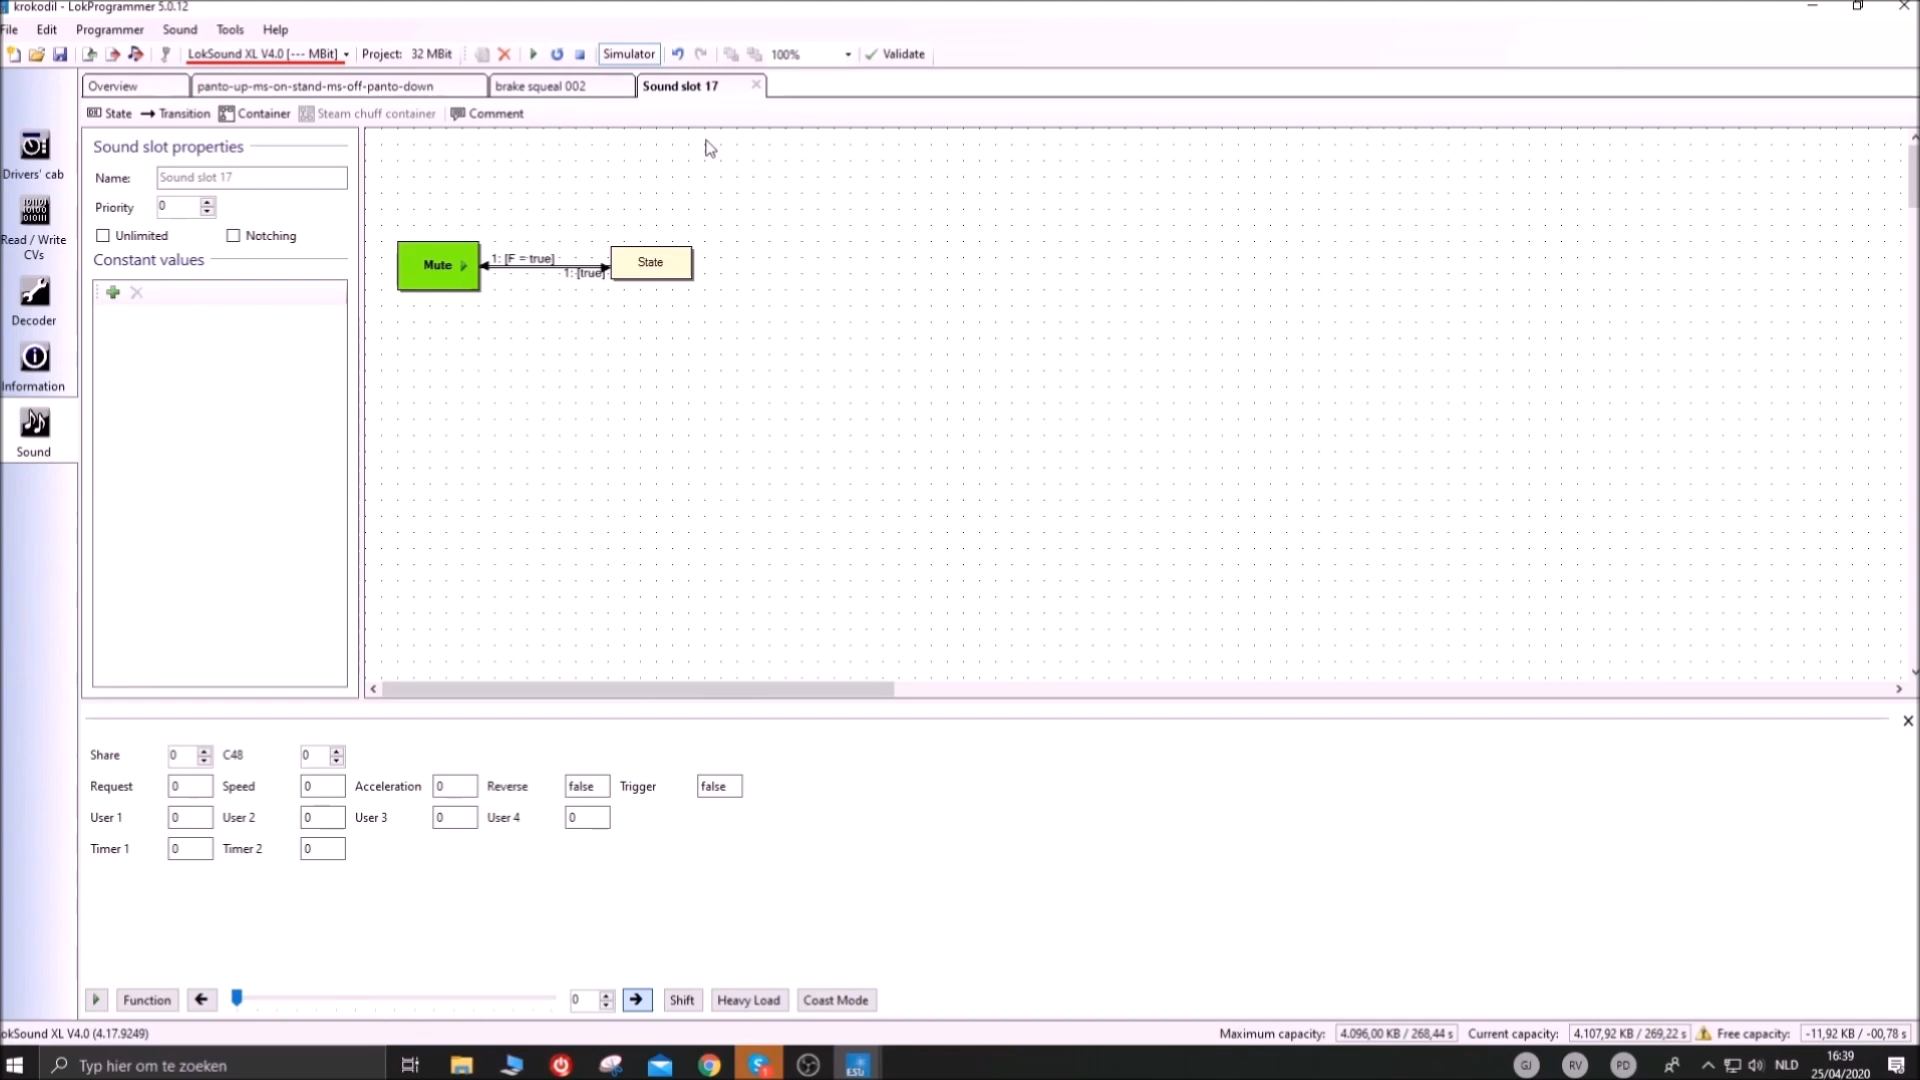 krokodil - LokProgrammer 5.0.12
File Edit Programmer Sound Tools Help
LokSound XL V4.0 [--- MBit] Project: 32 MBit Simulator 100% Validate
Overview panto-up-ms-on-stand-ms-off-panto-down brake squeal 002 Sound slot 17
State Transition Container Steam chuff container Comment
Sound slot properties
Name: Sound slot 17
Priority 0
Unlimited Notching
Constant values
Drivers' cab
Read / Write
CVs
Decoder
Information
Sound
Mute 1: [F = true] State
1: [true]
Share 0 C48 0
Request 0 Speed 0 Acceleration 0 Reverse false Trigger false
User 1 0 User 2 0 User 3 0 User 4 0
Timer 1 0 Timer 2 0
Function 0 Shift Heavy Load Coast Mode
okSound XL V4.0 (4.17.9249) Maximum capacity: 4.096,00 KB / 268,44 s Current capacity: 4.107,92 KB / 269,22 s Free capacity: -11,92 KB / -00,78 s
Typ hier om te zoeken ESU GJ RV PD NLD 16:39
25/04/2020